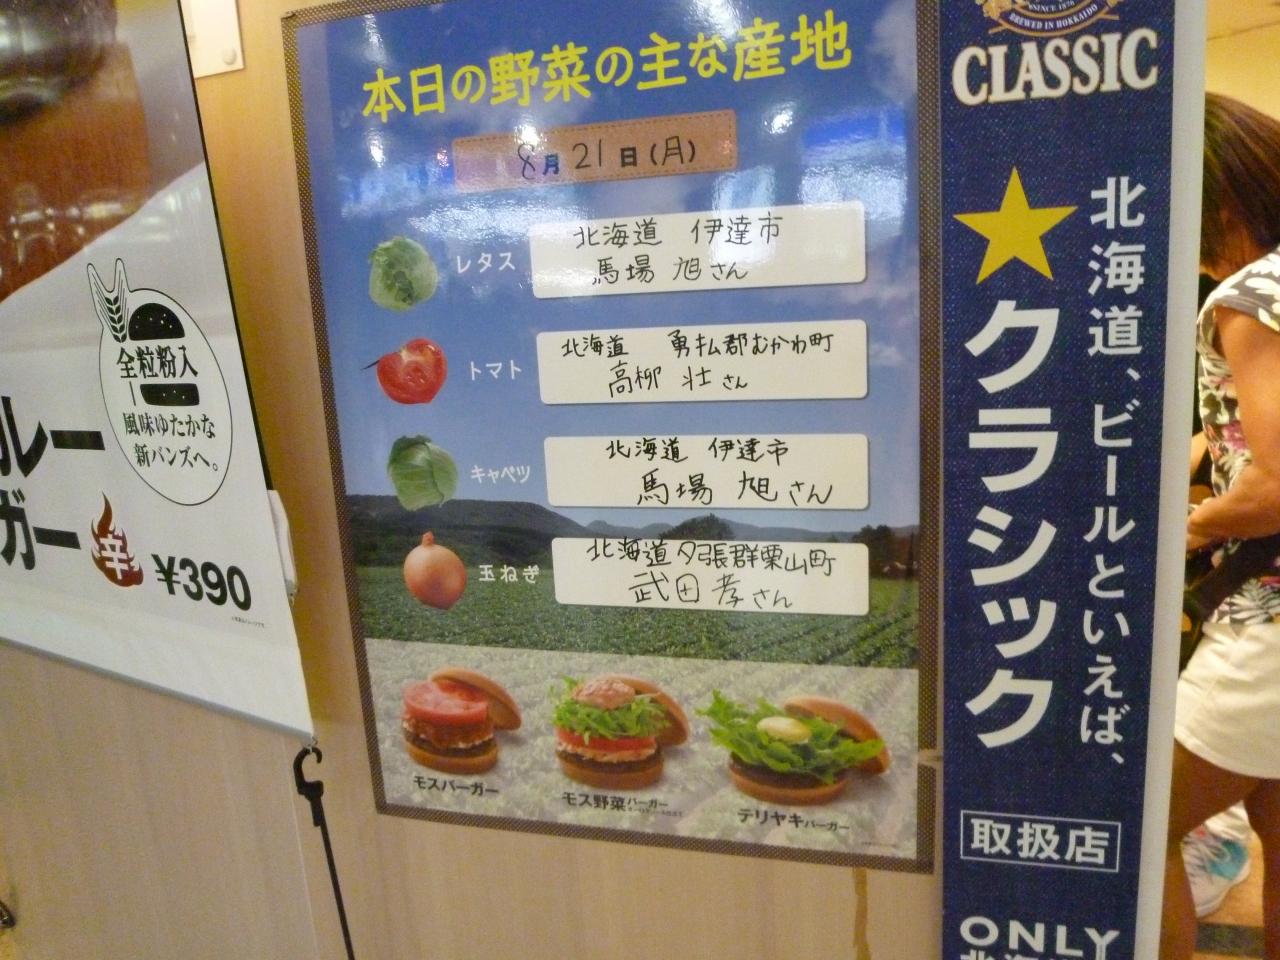 本日の野菜の主な産地
8月21日(月)
レタス
北海道 伊達市
馬場 旭さん
トマト
北海道 勇払郡むかわ町
高柳 壮さん
キャベツ
北海道 伊達市
馬場 旭さん
玉ねぎ
北海道夕張群栗山町
武田 孝さん
モスバーガー
モス野菜バーガー
テリヤキバーガー
全粒粉入
風味ゆたかな
新バンズへ。
ルー
ガー
辛
¥390
SINCE 1876
BREWED IN HOKKAIDO
CLASSIC
北海道、ビールといえば、
★クラシック
取扱店
ONLY